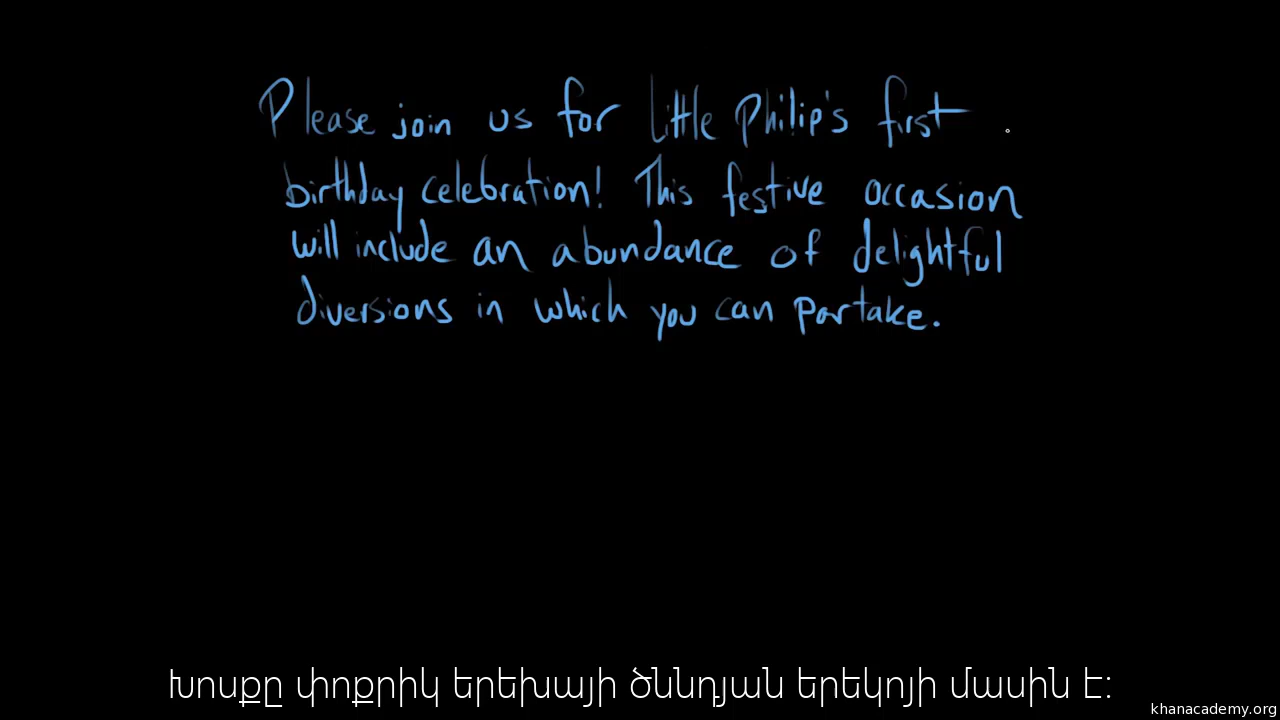 Please join us for little Philip's first
birthday celebration! This festive occasion
will include an abundance of delightful
diversions in which you can partake.
Խոսքը փոքրիկ երեխայի ծննդյան երեկոյի մասին է:
khanacademy.org